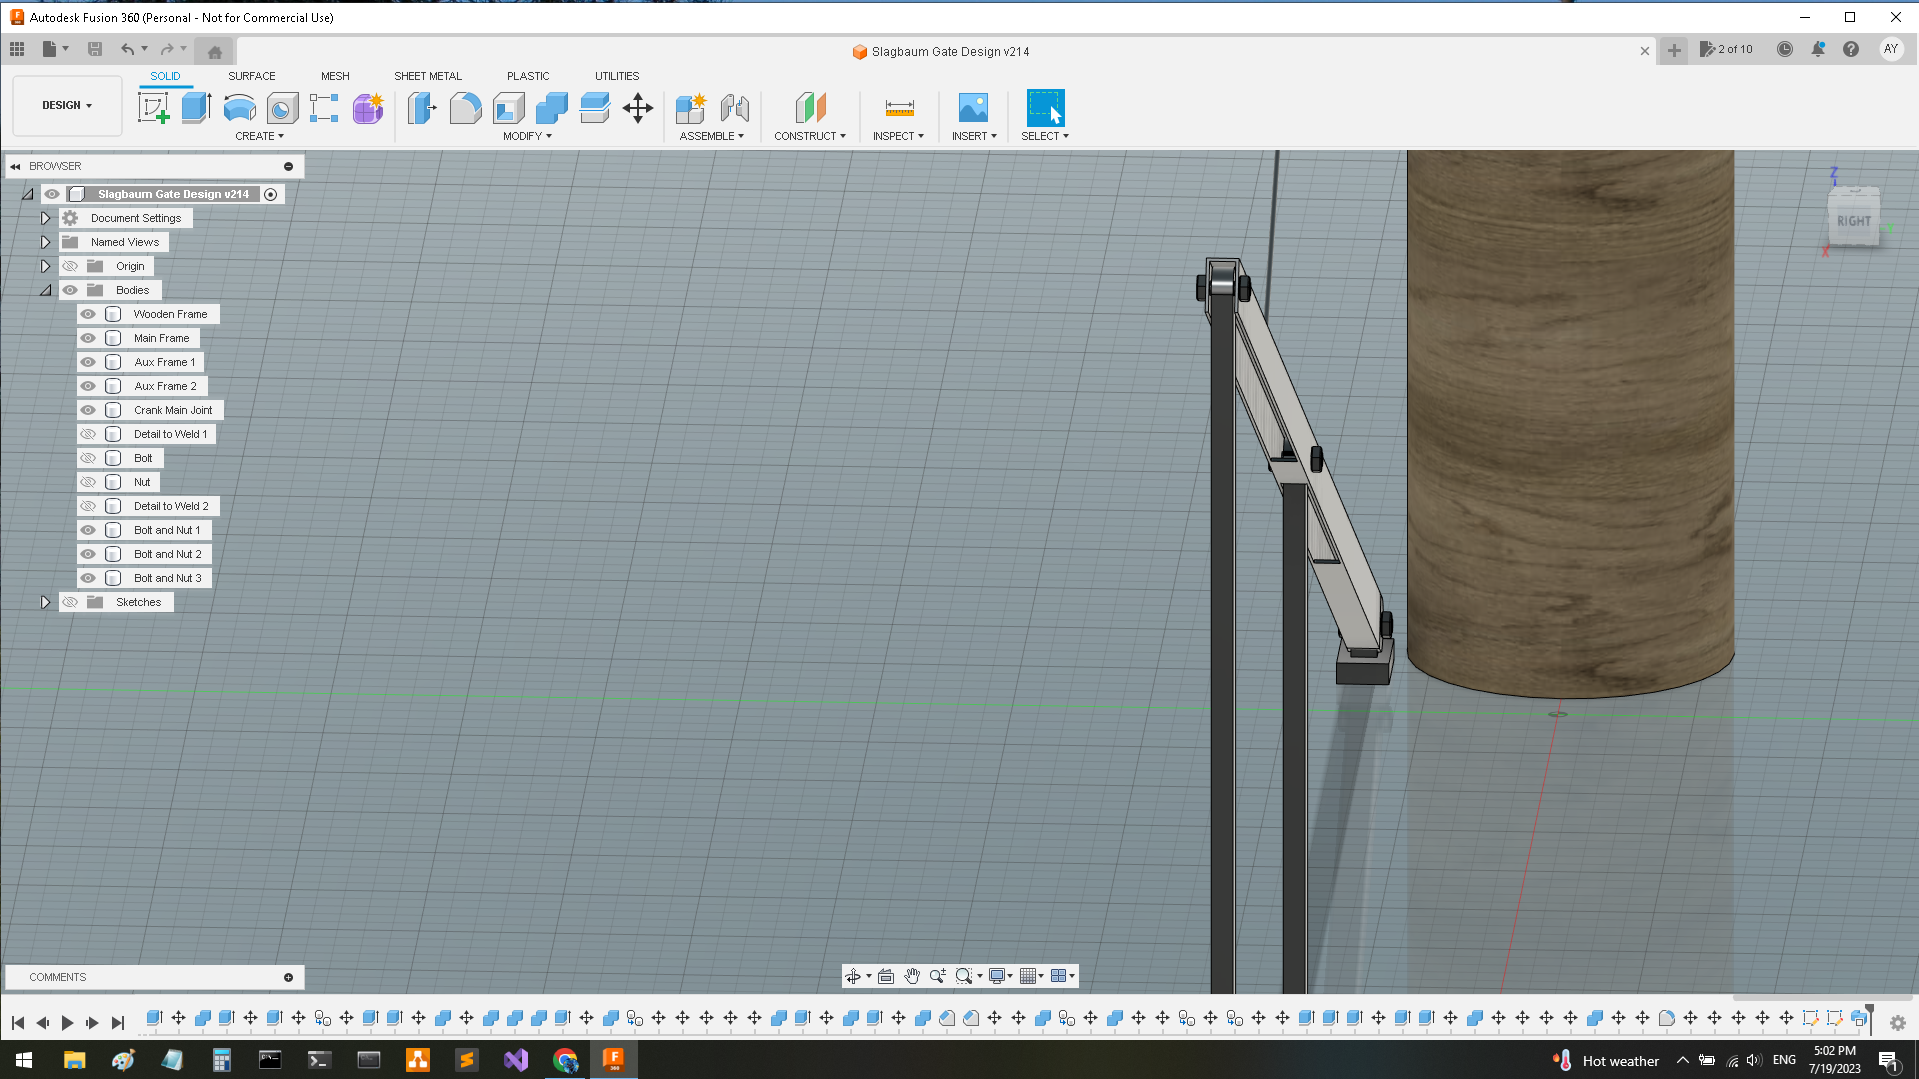 Autodesk Fusion 360 (Personal - Not for Commercial Use)
Slagbaum Gate Design v214
2 of 10
AY
SOLID
SURFACE
MESH
SHEET METAL
PLASTIC
UTILITIES
DESIGN
CREATE
MODIFY
ASSEMBLE
CONSTRUCT
INSPECT
INSERT
SELECT
BROWSER
Slagbaum Gate Design v214
Document Settings
Named Views
Origin
Bodies
Wooden Frame
Main Frame
Aux Frame 1
Aux Frame 2
Crank Main Joint
Detail to Weld 1
Bolt
Nut
Detail to Weld 2
Bolt and Nut 1
Bolt and Nut 2
Bolt and Nut 3
Sketches
Z
RIGHT
X
COMMENTS
Hot weather
ENG
5:02 PM
7/19/2023
1